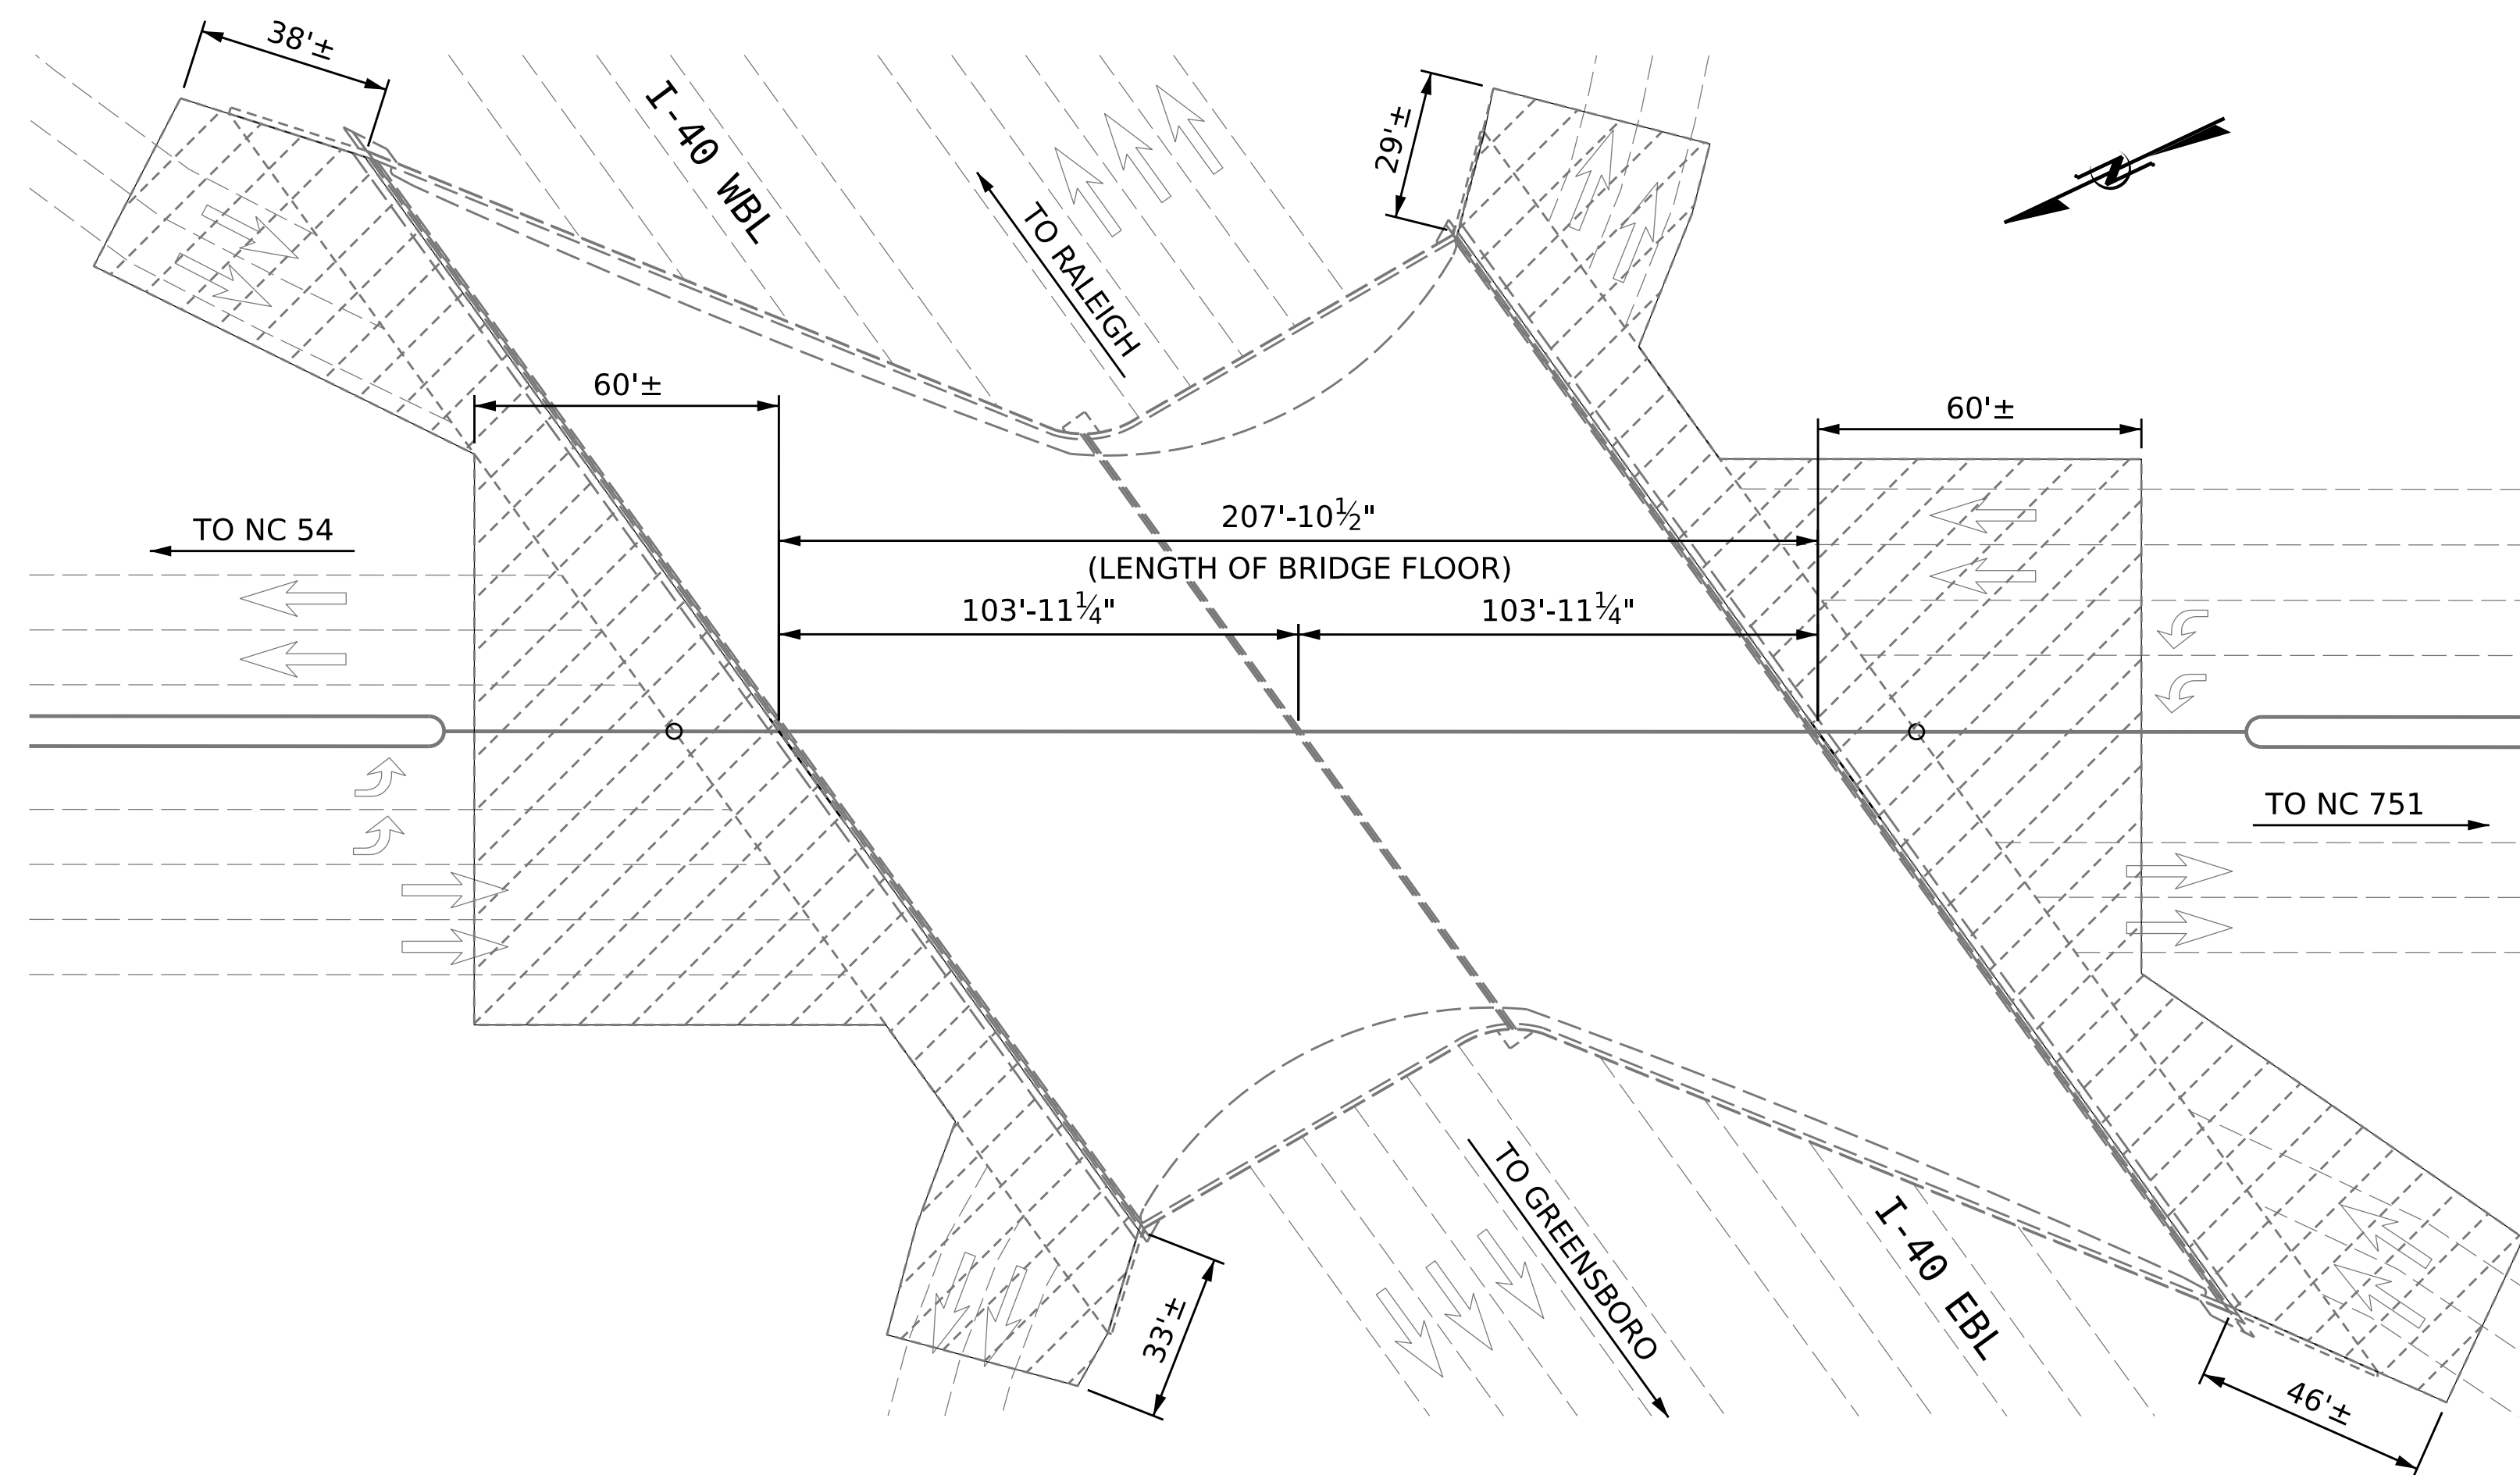 38'±
29'±
I-40 WBL
TO RALEIGH
N
60'±
60'±
TO NC 54
207'-10½"
(LENGTH OF BRIDGE FLOOR)
103'-11¼"
103'-11¼"
TO NC 751
TO GREENSBORO
I-40 EBL
33'±
46'±